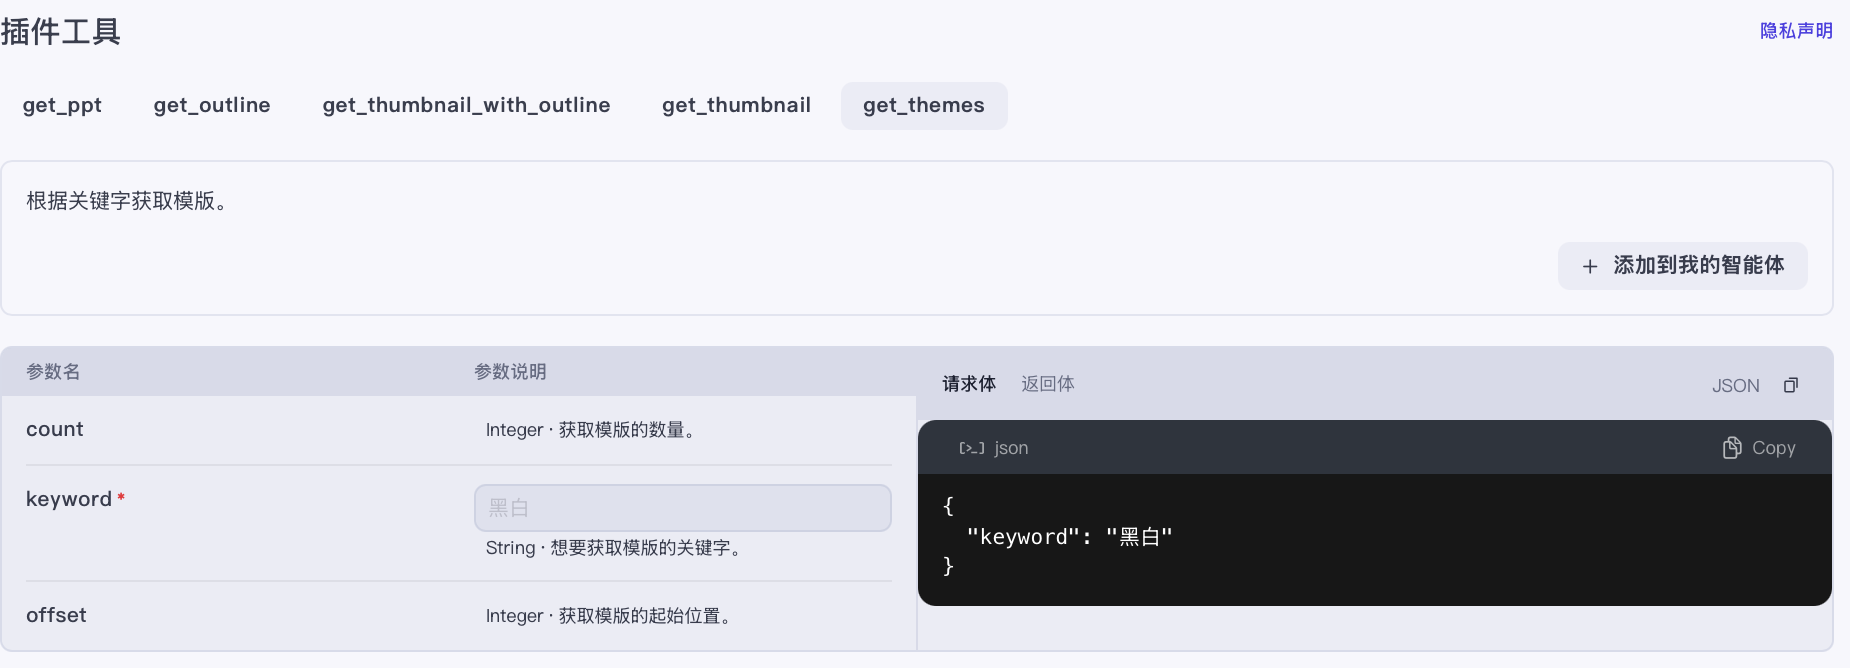 插件工具
隐私声明
get_ppt get_outline get_thumbnail_with_outline get_thumbnail get_themes
根据关键字获取模版。
+ 添加到我的智能体
参数名 参数说明
count Integer · 获取模版的数量。
keyword * 黑白
String · 想要获取模版的关键字。
offset Integer · 获取模版的起始位置。
请求体 返回体 JSON
json Copy
{
"keyword": "黑白"
}